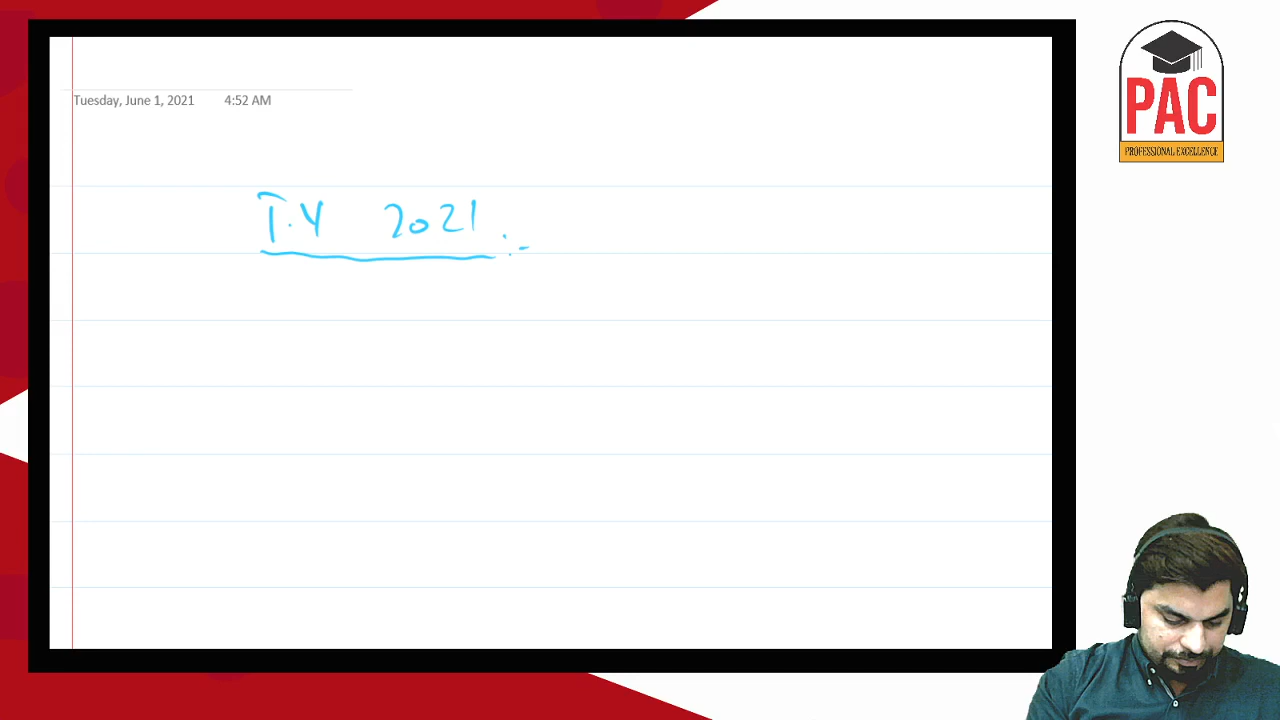 Tuesday, June 1, 2021 4:52 AM
T.Y 2021 :-
PAC
PROFESSIONAL EXCELLENCE